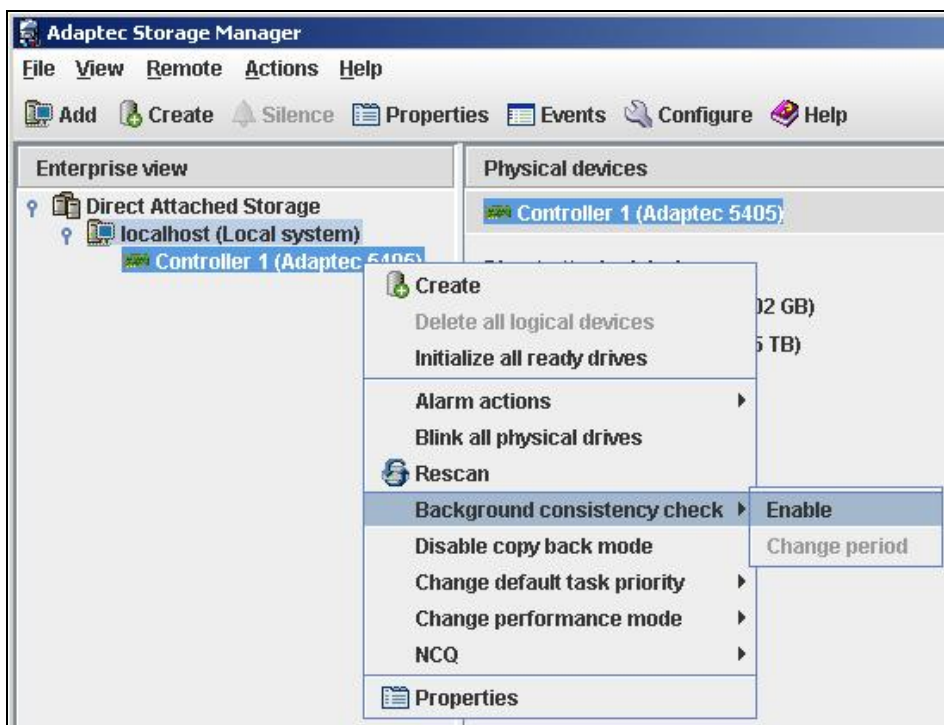 Adaptec Storage Manager
File View Remote Actions Help
Add Create Silence Properties Events Configure Help
Enterprise view
Physical devices
Direct Attached Storage
localhost (Local system)
Controller 1 (Adaptec 5405)
Controller 1 (Adaptec 5405)
GB)
TB)
Create
Delete all logical devices
Initialize all ready drives
Alarm actions
Blink all physical drives
Rescan
Background consistency check
Enable
Change period
Disable copy back mode
Change default task priority
Change performance mode
NCQ
Properties